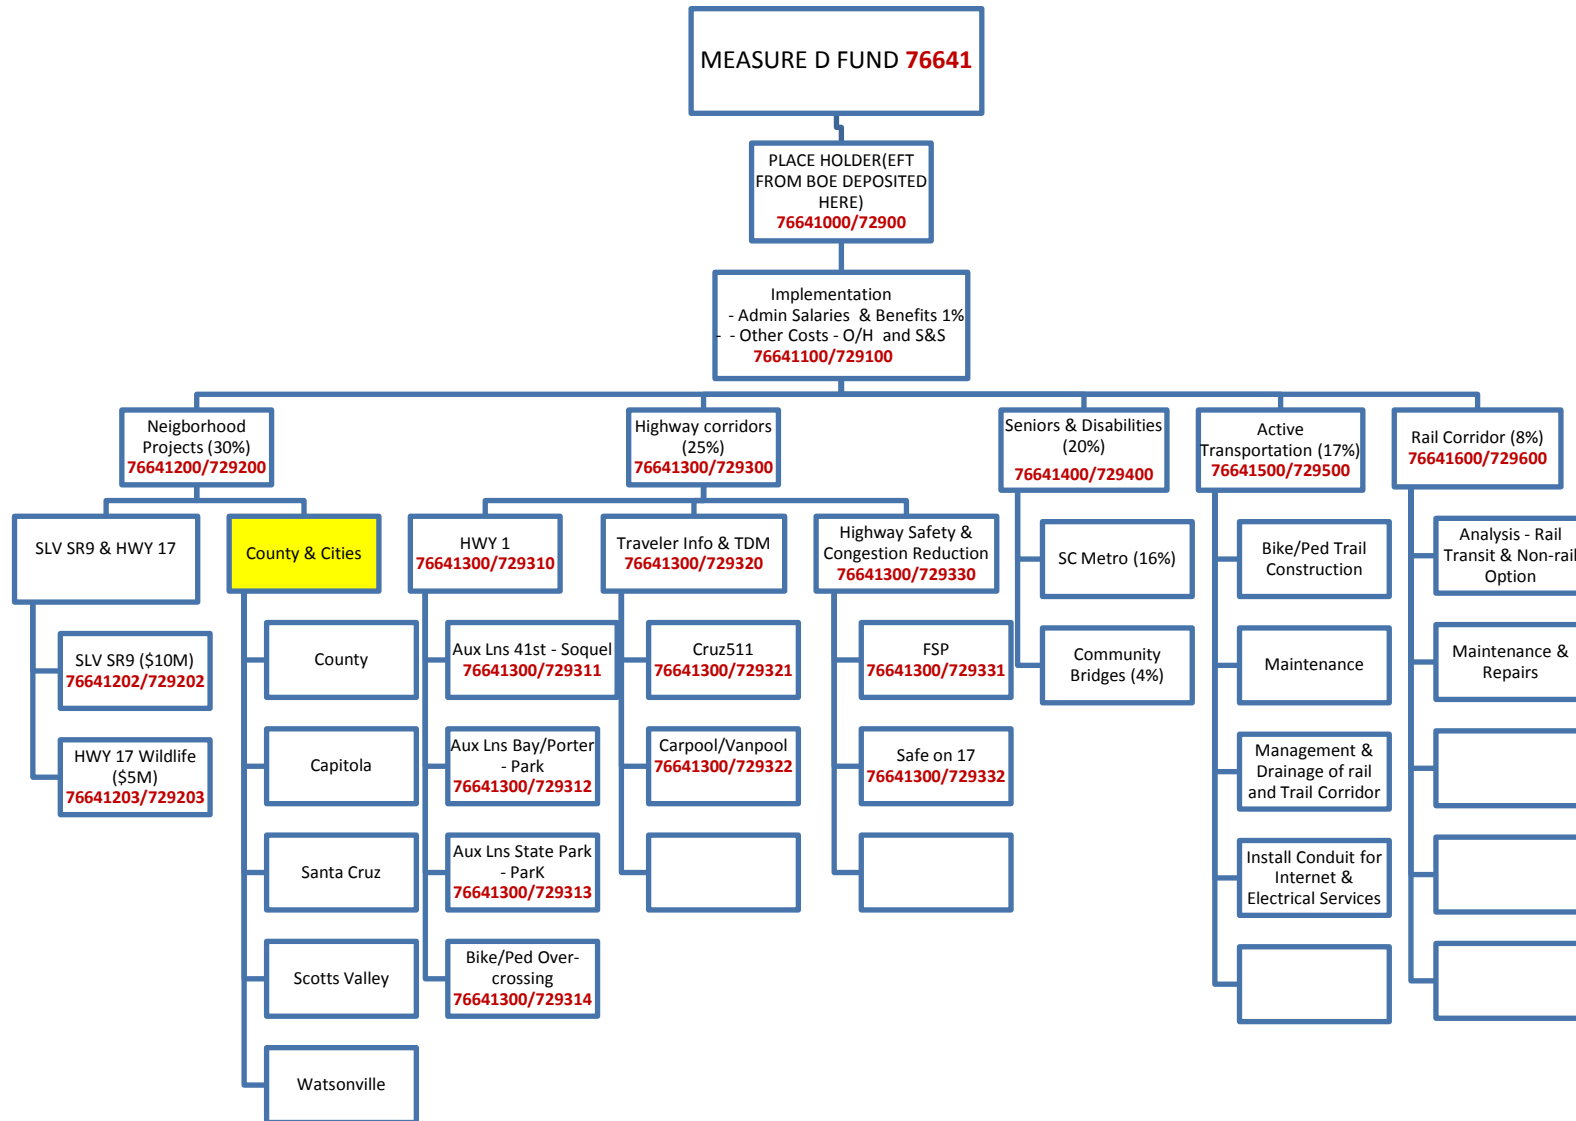 MEASURE D FUND 76641
PLACE HOLDER(EFT
FROM BOE DEPOSITED
HERE)
76641000/72900
Implementation
- Admin Salaries & Benefits 1%
- - Other Costs - O/H and S&S
76641100/729100
Neigborhood
Projects (30%)
76641200/729200
Highway corridors
(25%)
76641300/729300
Seniors & Disabilities
(20%)
76641400/729400
Active
Transportation (17%)
76641500/729500
Rail Corridor (8%)
76641600/729600
SLV SR9 & HWY 17
County & Cities
HWY 1
76641300/729310
Traveler Info & TDM
76641300/729320
Highway Safety &
Congestion Reduction
76641300/729330
SC Metro (16%)
Bike/Ped Trail
Construction
Analysis - Rail
Transit & Non-rail
Option
SLV SR9 ($10M)
76641202/729202
County
Aux Lns 41st - Soquel
76641300/729311
Cruz511
76641300/729321
FSP
76641300/729331
Community
Bridges (4%)
Maintenance
Maintenance &
Repairs
HWY 17 Wildlife
($5M)
76641203/729203
Capitola
Aux Lns Bay/Porter
- Park
76641300/729312
Carpool/Vanpool
76641300/729322
Safe on 17
76641300/729332
Management &
Drainage of rail
and Trail Corridor
Santa Cruz
Aux Lns State Park
- ParK
76641300/729313
Install Conduit for
Internet &
Electrical Services
Scotts Valley
Bike/Ped Over-
crossing
76641300/729314
Watsonville